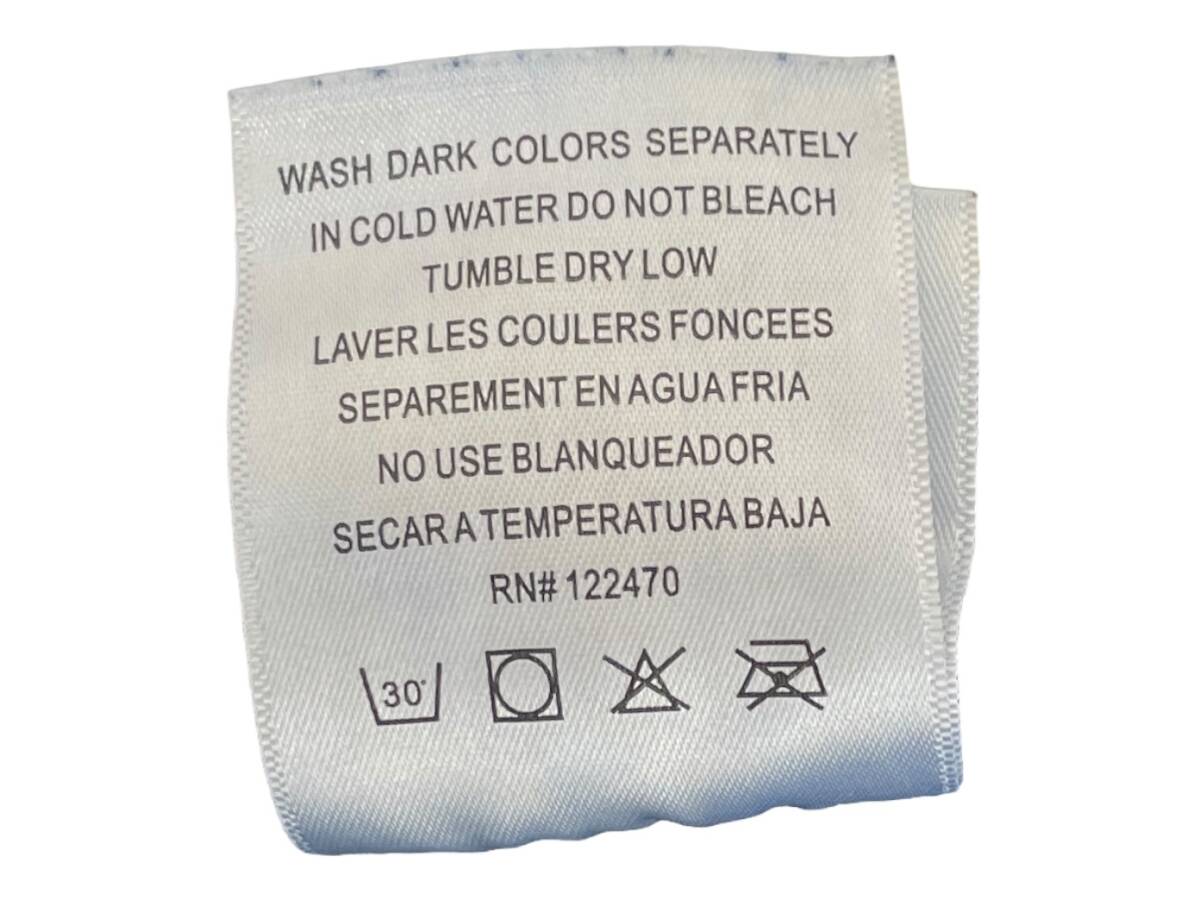 WASH DARK COLORS SEPARATELY
IN COLD WATER DO NOT BLEACH
TUMBLE DRY LOW
LAVER LES COULERS FONCEES
SEPAREMENT EN AGUA FRIA
NO USE BLANQUEADOR
SECAR A TEMPERATURA BAJA
RN# 122470
30°